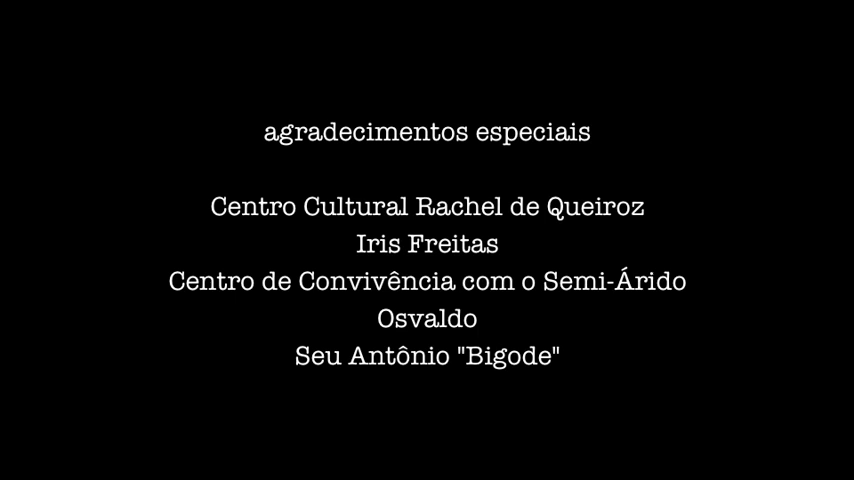 agradecimentos especiais
Centro Cultural Rachel de Queiroz
Iris Freitas
Centro de Convivência com o Semi-Árido
Osvaldo
Seu Antônio "Bigode"